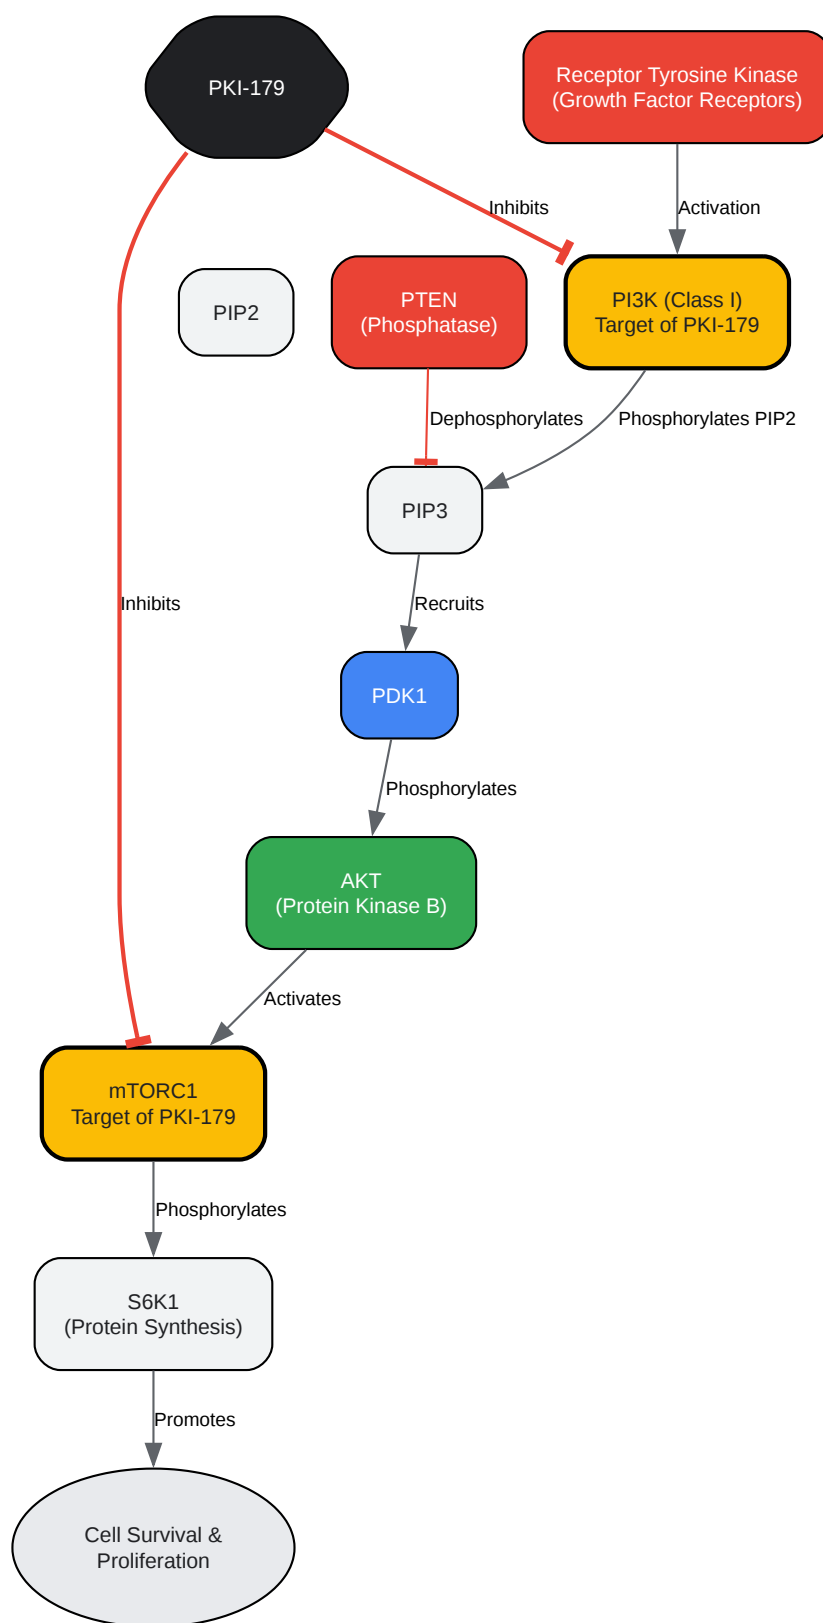 PKI-179
Receptor Tyrosine Kinase
(Growth Factor Receptors)
Inhibits
Activation
PIP2
PTEN
(Phosphatase)
PI3K (Class I)
Target of PKI-179
Dephosphorylates
Phosphorylates PIP2
PIP3
Inhibits
Recruits
PDK1
Phosphorylates
AKT
(Protein Kinase B)
Activates
mTORC1
Target of PKI-179
Phosphorylates
S6K1
(Protein Synthesis)
Promotes
Cell Survival &
Proliferation